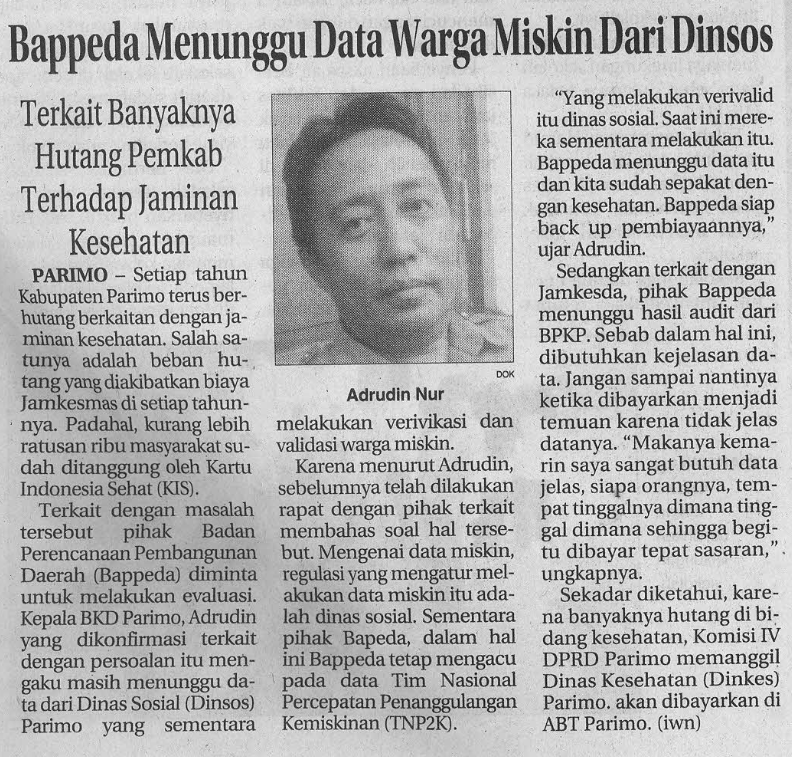 Bappeda Menunggu Data Warga Miskin Dari Dinsos
Terkait Banyaknya
Hutang Pemkab
Terhadap Jaminan
Kesehatan
PARIMO – Setiap tahun
Kabupaten Parimo terus ber-
hutang berkaitan dengan ja-
minan kesehatan. Salah sa-
tunya adalah beban hu-
tang yang diakibatkan biaya
Jamkesmas di setiap tahun-
nya. Padahal, kurang lebih
ratusan ribu masyarakat su-
dah ditanggung oleh Kartu
Indonesia Sehat (KIS).
Terkait dengan masalah
tersebut pihak Badan
Perencanaan Pembangunan
Daerah (Bappeda) diminta
untuk melakukan evaluasi.
Kepala BKD Parimo, Adrudin
yang dikonfirmasi terkait
dengan persoalan itu men-
gaku masih menunggu da-
ta dari Dinas Sosial (Dinsos)
Parimo yang sementara
DOK
Adrudin Nur
melakukan verivikasi dan
validasi warga miskin.
Karena menurut Adrudin,
sebelumnya telah dilakukan
rapat dengan pihak terkait
membahas soal hal terse-
but. Mengenai data miskin,
regulasi yang mengatur mel-
akukan data miskin itu ada-
lah dinas sosial. Sementara
pihak Bapeda, dalam hal
ini Bappeda tetap mengacu
pada data Tim Nasional
Percepatan Penanggulangan
Kemiskinan (TNP2K).
“Yang melakukan verivalid
itu dinas sosial. Saat ini mere-
ka sementara melakukan itu.
Bappeda menunggu data itu
dan kita sudah sepakat den-
gan kesehatan. Bappeda siap
back up pembiayaannya,”
ujar Adrudin.
Sedangkan terkait dengan
Jamkesda, pihak Bappeda
menunggu hasil audit dari
BPKP. Sebab dalam hal ini,
dibutuhkan kejelasan da-
ta. Jangan sampai nantinya
ketika dibayarkan menjadi
temuan karena tidak jelas
datanya. “Makanya kema-
rin saya sangat butuh data
jelas, siapa orangnya, tem-
pat tinggalnya dimana ting-
gal dimana sehingga begi-
tu dibayar tepat sasaran,”
ungkapnya.
Sekadar diketahui, kare-
na banyaknya hutang di bi-
dang kesehatan, Komisi IV
DPRD Parimo memanggil
Dinas Kesehatan (Dinkes)
Parimo. akan dibayarkan di
ABT Parimo. (iwn)